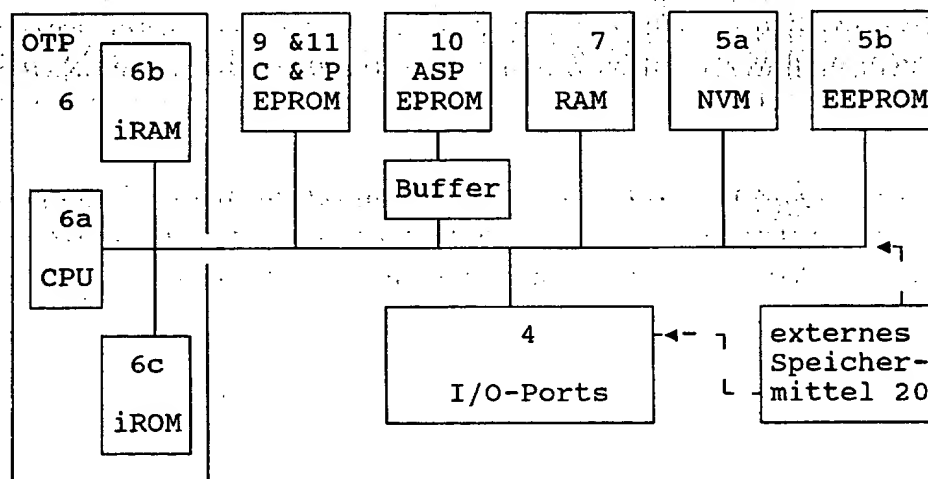 OTP
6
6b
iRAM
6a
CPU
6c
iROM
9 &11
C & P
EPROM
10
ASP
EPROM
Buffer
7
RAM
5a
NVM
5b
EEPROM
4
I/O-Ports
externes
Speicher-
mittel 20